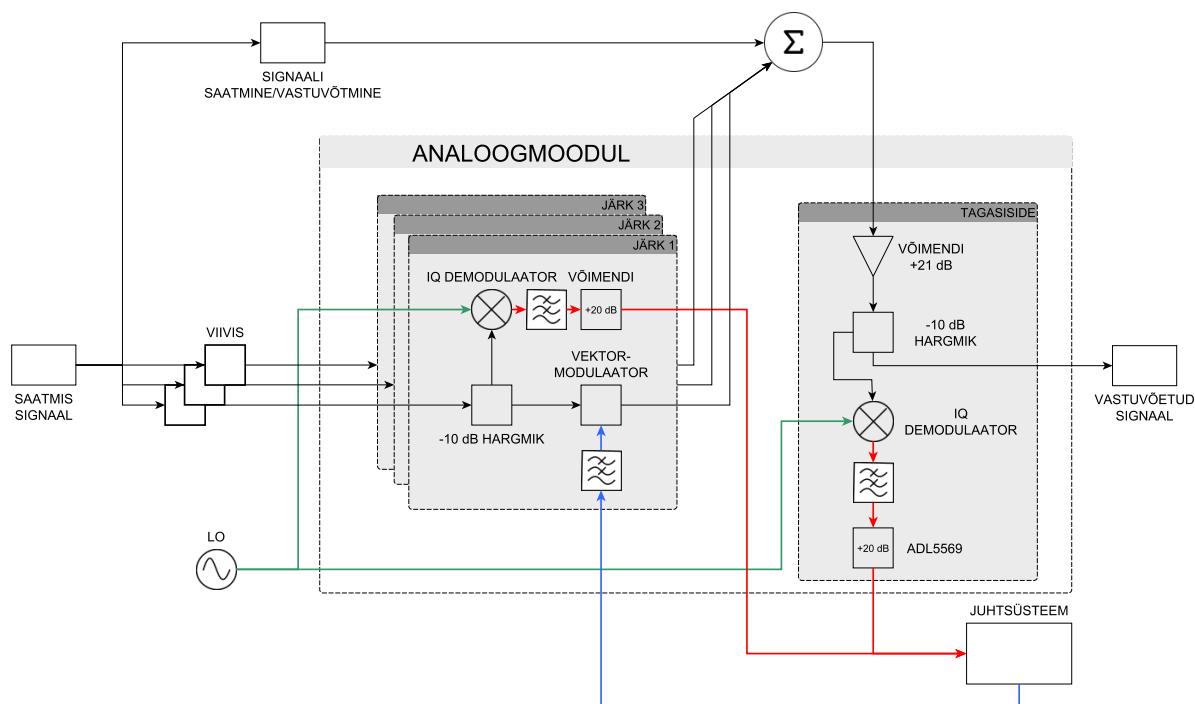 Σ
SIGNAALI
SAATMINE/VASTUVÕTMINE
ANALOOGMOODUL
JÄRK 3
JÄRK 2
JÄRK 1
TAGASISIDE
VÕIMENDI
+21 dB
IQ DEMODULAATOR
VÕIMENDI
+20 dB
VIIVIS
-10 dB
HARGMIK
VEKTOR-
MODULAATOR
SAATMIS
SIGNAAL
VASTUVÕETUD
SIGNAAL
-10 dB HARGMIK
IQ
DEMODULAATOR
LO
+20 dB
ADL5569
JUHTSÜSTEEM